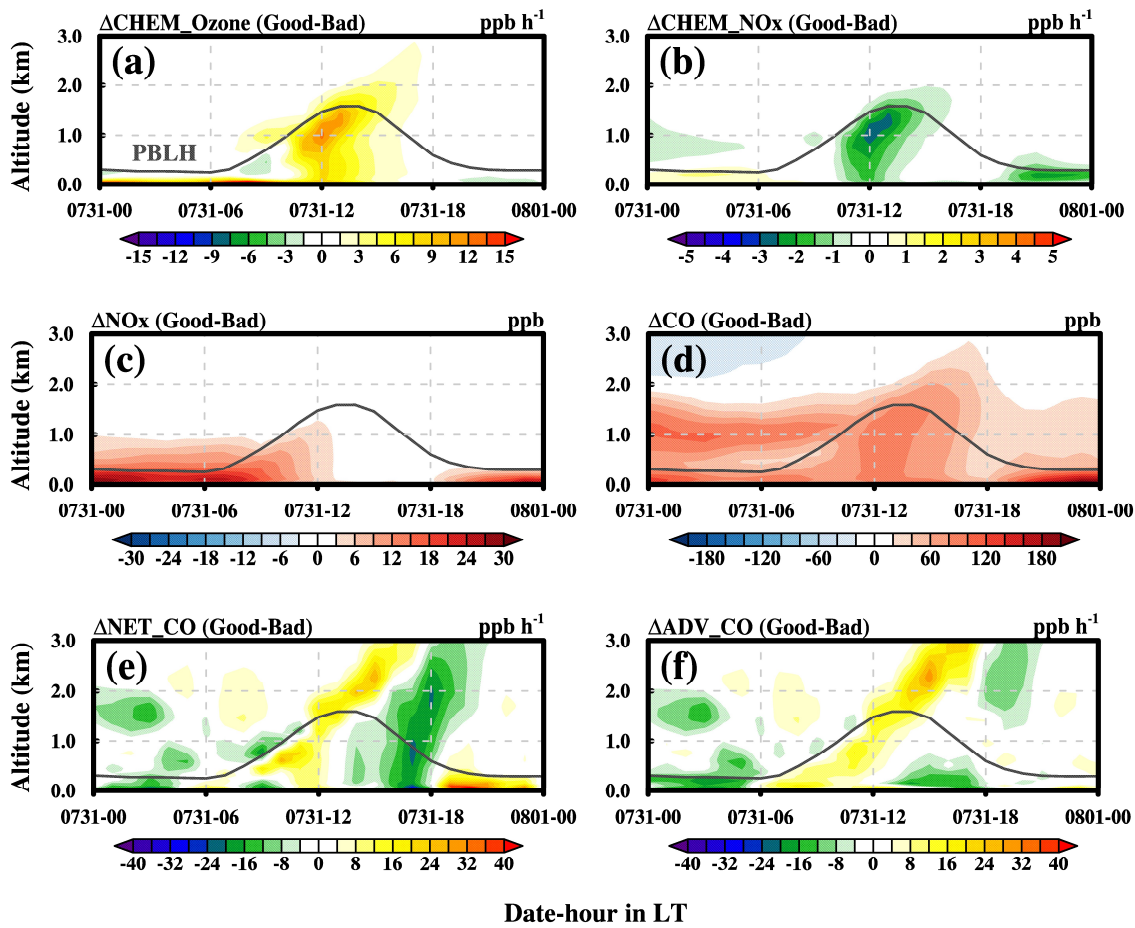 ΔCHEM_Ozone (Good-Bad) ppb h⁻¹
ΔCHEM_NOx (Good-Bad) ppb h⁻¹
3.0
2.0
1.0
0.0
Altitude (km)
(a)
PBLH
0731-00 0731-06 0731-12 0731-18 0801-00
-15 -12 -9 -6 -3 0 3 6 9 12 15
3.0
2.0
1.0
0.0
(b)
0731-00 0731-06 0731-12 0731-18 0801-00
-5 -4 -3 -2 -1 0 1 2 3 4 5
ΔNOx (Good-Bad) ppb
ΔCO (Good-Bad) ppb
3.0
2.0
1.0
0.0
Altitude (km)
(c)
0731-00 0731-06 0731-12 0731-18 0801-00
-30 -24 -18 -12 -6 0 6 12 18 24 30
3.0
2.0
1.0
0.0
(d)
0731-00 0731-06 0731-12 0731-18 0801-00
-180 -120 -60 0 60 120 180
ΔNET_CO (Good-Bad) ppb h⁻¹
ΔADV_CO (Good-Bad) ppb h⁻¹
3.0
2.0
1.0
0.0
Altitude (km)
(e)
0731-00 0731-06 0731-12 0731-18 0801-00
-40 -32 -24 -16 -8 0 8 16 24 32 40
3.0
2.0
1.0
0.0
(f)
0731-00 0731-06 0731-12 0731-18 0801-00
-40 -32 -24 -16 -8 0 8 16 24 32 40
Date-hour in LT